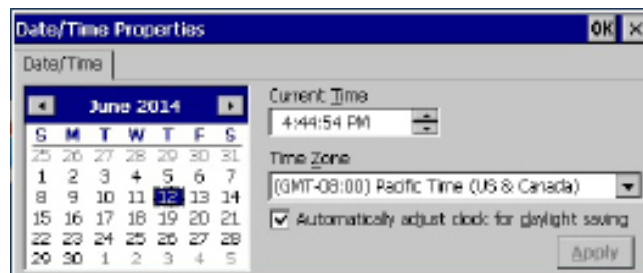 Date/Time Properties OK ×
Date/Time
June 2014
S M T W T F S
25 26 27 28 29 30 31
1 2 3 4 5 6 7
8 9 10 11 12 13 14
15 16 17 18 19 20 21
22 23 24 25 26 27 28
29 30 1 2 3 4 5
Current Time
4:44:54 PM
Time Zone
(GMT-08:00) Pacific Time (US & Canada)
Automatically adjust clock for daylight saving
Apply